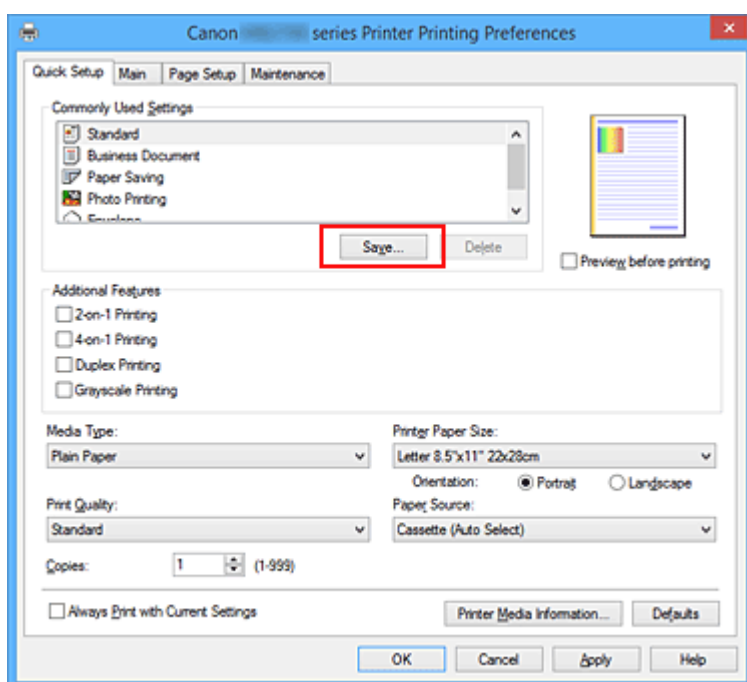 Canon series Printer Printing Preferences
Quick Setup Main Page Setup Maintenance
Commonly Used Settings
Standard
Business Document
Paper Saving
Photo Printing
Envelope
Save... Delete
Preview before printing
Additional Features
2-on-1 Printing
4-on-1 Printing
Duplex Printing
Grayscale Printing
Media Type: Printer Paper Size:
Plain Paper Letter 8.5"x11" 22x28cm
Orientation: Portrait Landscape
Print Quality: Paper Source:
Standard Cassette (Auto Select)
Copies: 1 (1-999)
Always Print with Current Settings Printer Media Information... Defaults
OK Cancel Apply Help